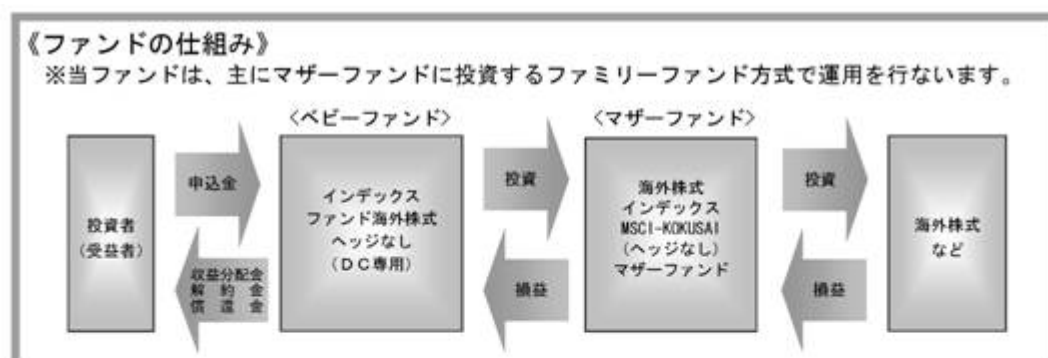 《ファンドの仕組み》
※当ファンドは、主にマザーファンドに投資するファミリーファンド方式で運用を行ないます。
〈ベビーファンド〉
〈マザーファンド〉
投資者
(受益者)
申込金
収益分配金
解約金
償還金
インデックス
ファンド海外株式
ヘッジなし
(DC専用)
投資
損益
海外株式
インデックス
MSCI-KOKUSAI
(ヘッジなし)
マザーファンド
投資
損益
海外株式
など